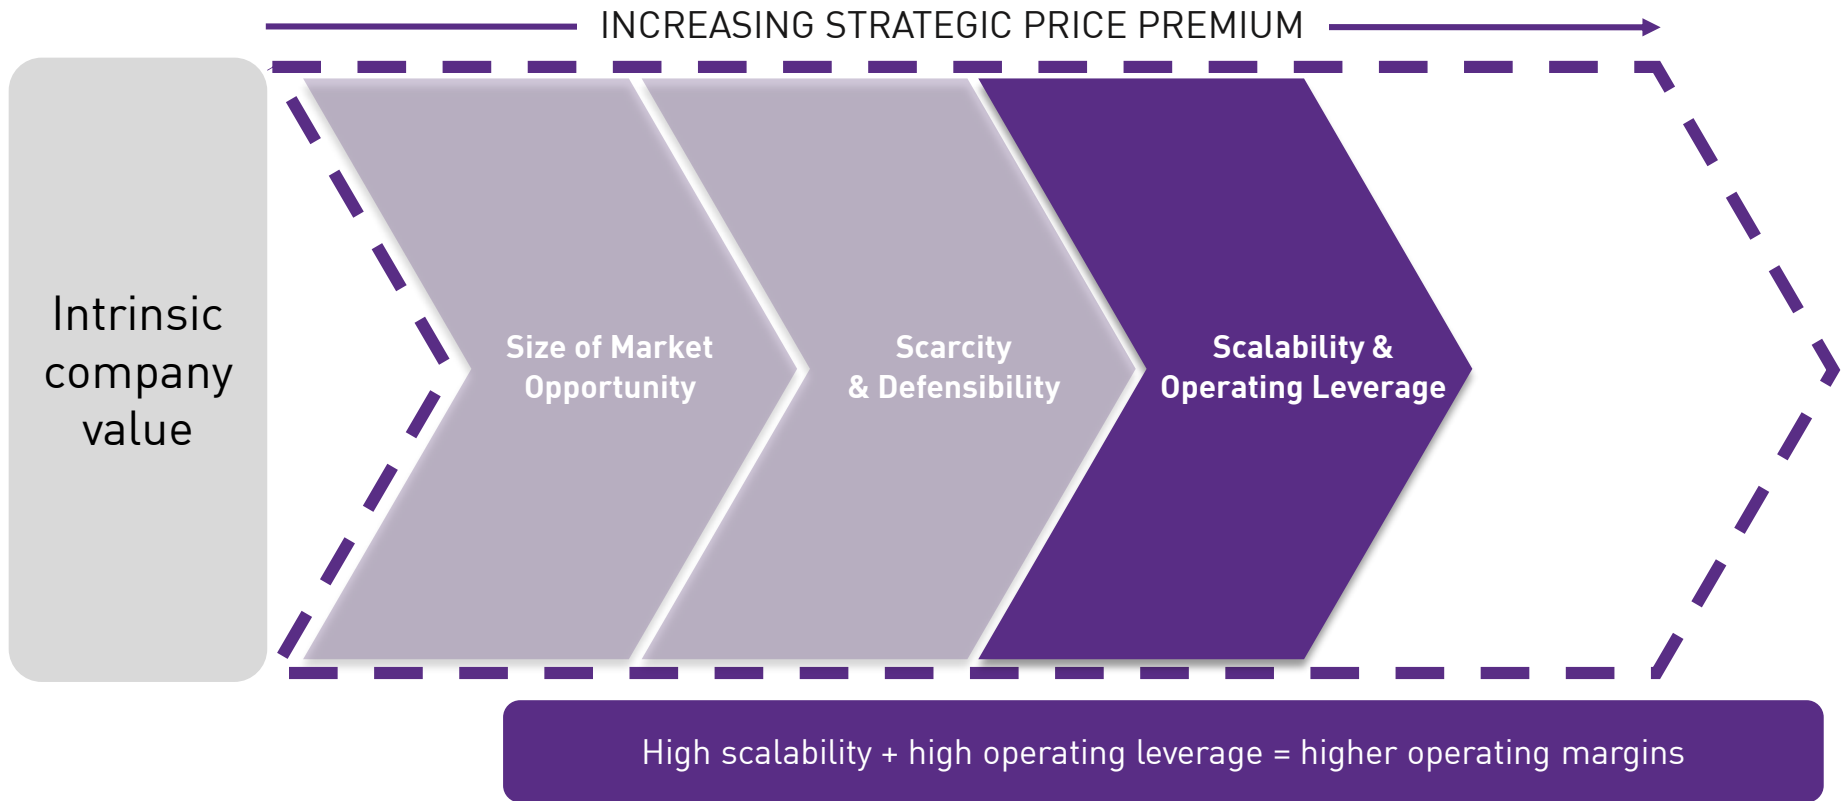 INCREASING STRATEGIC PRICE PREMIUM
Intrinsic
company
value
Size of Market
Opportunity
Scarcity
& Defensibility
Scalability &
Operating Leverage
High scalability + high operating leverage = higher operating margins